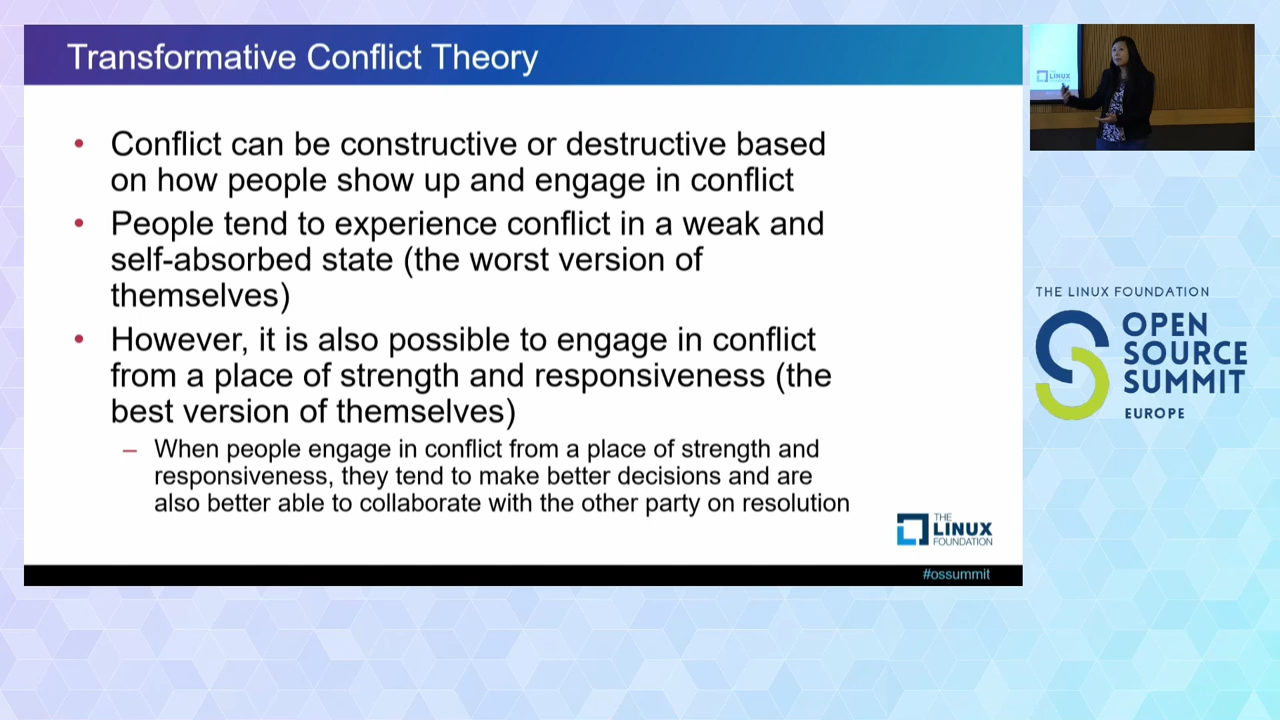 Transformative Conflict Theory
• Conflict can be constructive or destructive based
on how people show up and engage in conflict
• People tend to experience conflict in a weak and
self-absorbed state (the worst version of
themselves)
• However, it is also possible to engage in conflict
from a place of strength and responsiveness (the
best version of themselves)
– When people engage in conflict from a place of strength and
responsiveness, they tend to make better decisions and are
also better able to collaborate with the other party on resolution
THE
LINUX
FOUNDATION
#ossummit
LINUX
THE LINUX FOUNDATION
OPEN
SOURCE
SUMMIT
EUROPE